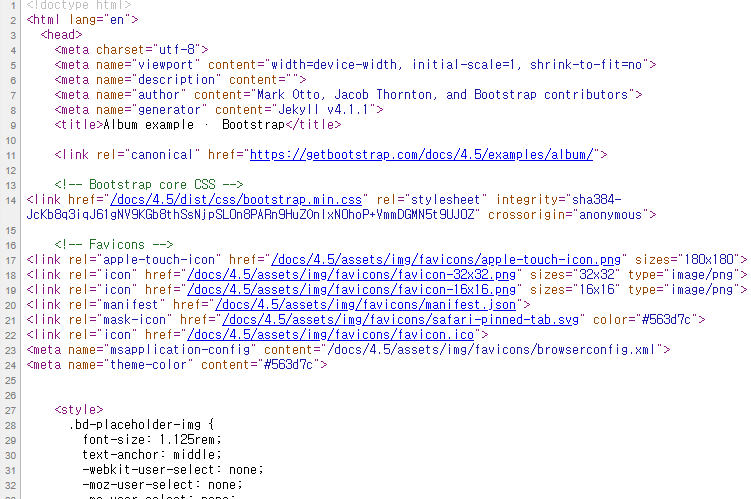 1 <!doctype html>
2 <html lang="en">
3 <head>
4 <meta charset="utf-8">
5 <meta name="viewport" content="width=device-width, initial-scale=1, shrink-to-fit=no">
6 <meta name="description" content="">
7 <meta name="author" content="Mark Otto, Jacob Thornton, and Bootstrap contributors">
8 <meta name="generator" content="Jekyll v4.1.1">
9 <title>Album example · Bootstrap</title>
10
11 <link rel="canonical" href="https://getbootstrap.com/docs/4.5/examples/album/">
12
13 <!-- Bootstrap core CSS -->
14 <link href="/docs/4.5/dist/css/bootstrap.min.css" rel="stylesheet" integrity="sha384-
JcKb8q3iqJ61gNV9KGb8thSsNjpSL0n8PARn9HuZOnIxN0hoP+VmmDGMN5t9UJ0Z" crossorigin="anonymous">
15
16 <!-- Favicons -->
17 <link rel="apple-touch-icon" href="/docs/4.5/assets/img/favicons/apple-touch-icon.png" sizes="180x180">
18 <link rel="icon" href="/docs/4.5/assets/img/favicons/favicon-32x32.png" sizes="32x32" type="image/png">
19 <link rel="icon" href="/docs/4.5/assets/img/favicons/favicon-16x16.png" sizes="16x16" type="image/png">
20 <link rel="manifest" href="/docs/4.5/assets/img/favicons/manifest.json">
21 <link rel="mask-icon" href="/docs/4.5/assets/img/favicons/safari-pinned-tab.svg" color="#563d7c">
22 <link rel="icon" href="/docs/4.5/assets/img/favicons/favicon.ico">
23 <meta name="msapplication-config" content="/docs/4.5/assets/img/favicons/browserconfig.xml">
24 <meta name="theme-color" content="#563d7c">
25
26
27 <style>
28 .bd-placeholder-img {
29 font-size: 1.125rem;
30 text-anchor: middle;
31 -webkit-user-select: none;
32 -moz-user-select: none;